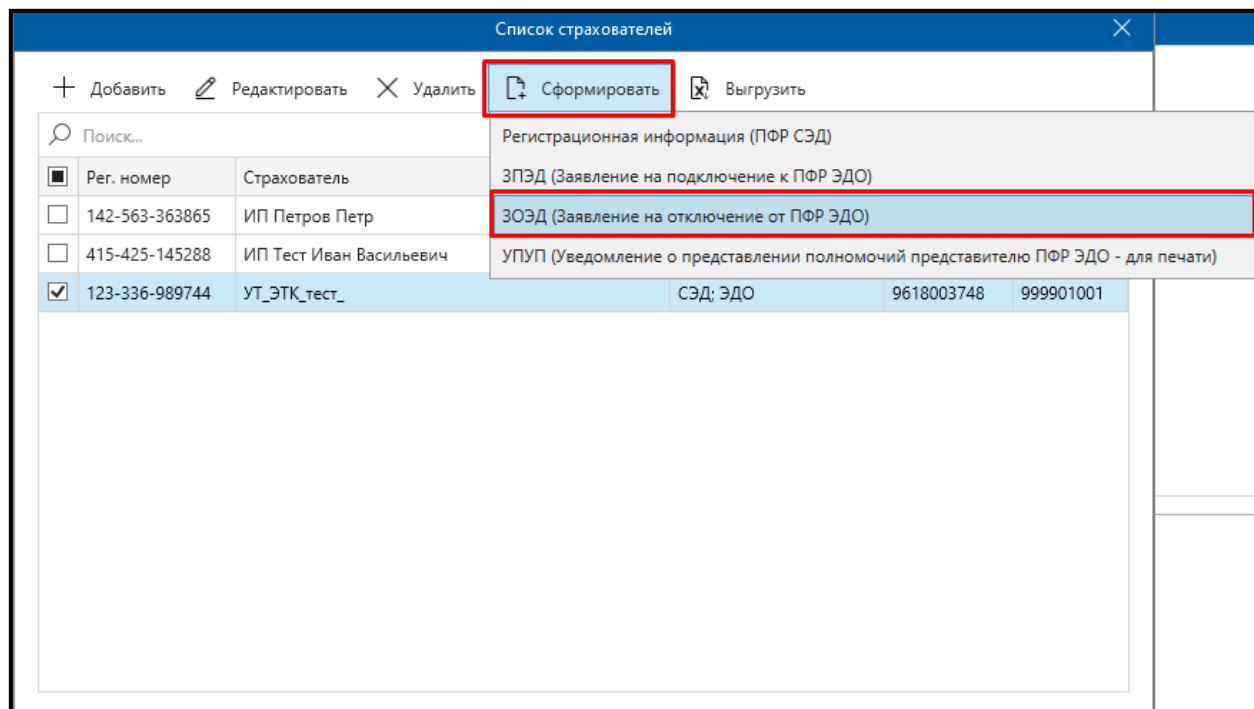 Список страхователей
Добавить Редактировать Удалить Сформировать Выгрузить
Поиск...
Регистрационная информация (ПФР СЭД)
Рег. номер Страхователь
ЗПЭД (Заявление на подключение к ПФР ЭДО)
142-563-363865 ИП Петров Петр
ЗОЭД (Заявление на отключение от ПФР ЭДО)
415-425-145288 ИП Тест Иван Васильевич
УПУП (Уведомление о представлении полномочий представителю ПФР ЭДО - для печати)
123-336-989744 УТ_ЭТК_тест_ СЭД; ЭДО 9618003748 999901001